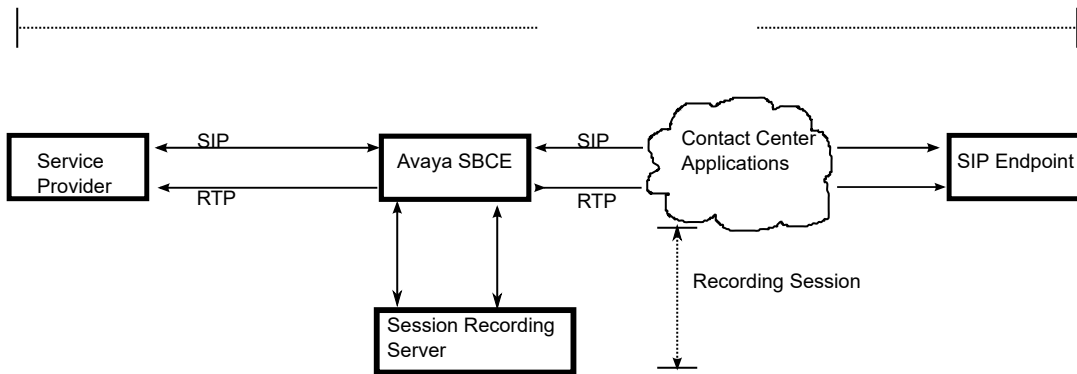 SIP
SIP
Contact Center
Applications
Service
Provider
Avaya SBCE
SIP Endpoint
RTP
RTP
Recording Session
Session Recording
Server